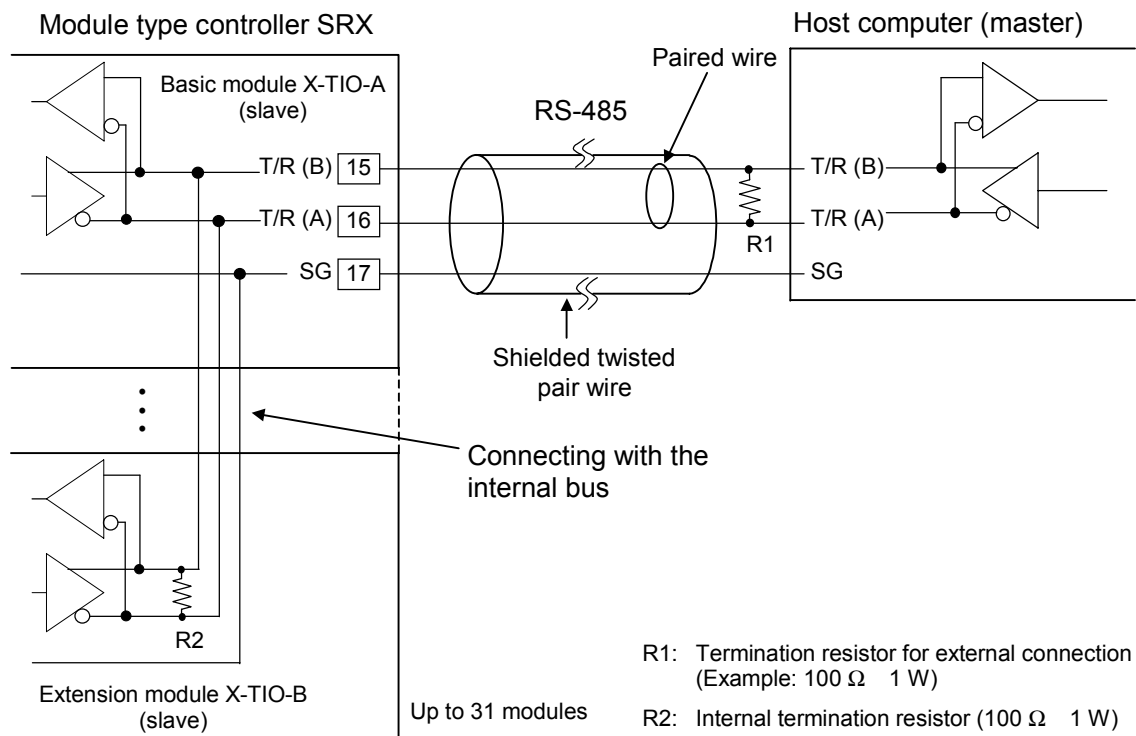 Module type controller SRX
Host computer (master)
Basic module X-TIO-A
(slave)
Paired wire
RS-485
T/R (B) 15
T/R (A) 16
SG 17
R1
T/R (B)
T/R (A)
SG
Shielded twisted
pair wire
Connecting with the
internal bus
R2
Extension module X-TIO-B
(slave)
Up to 31 modules
R1: Termination resistor for external connection
(Example: 100 Ω 1 W)
R2: Internal termination resistor (100 Ω 1 W)